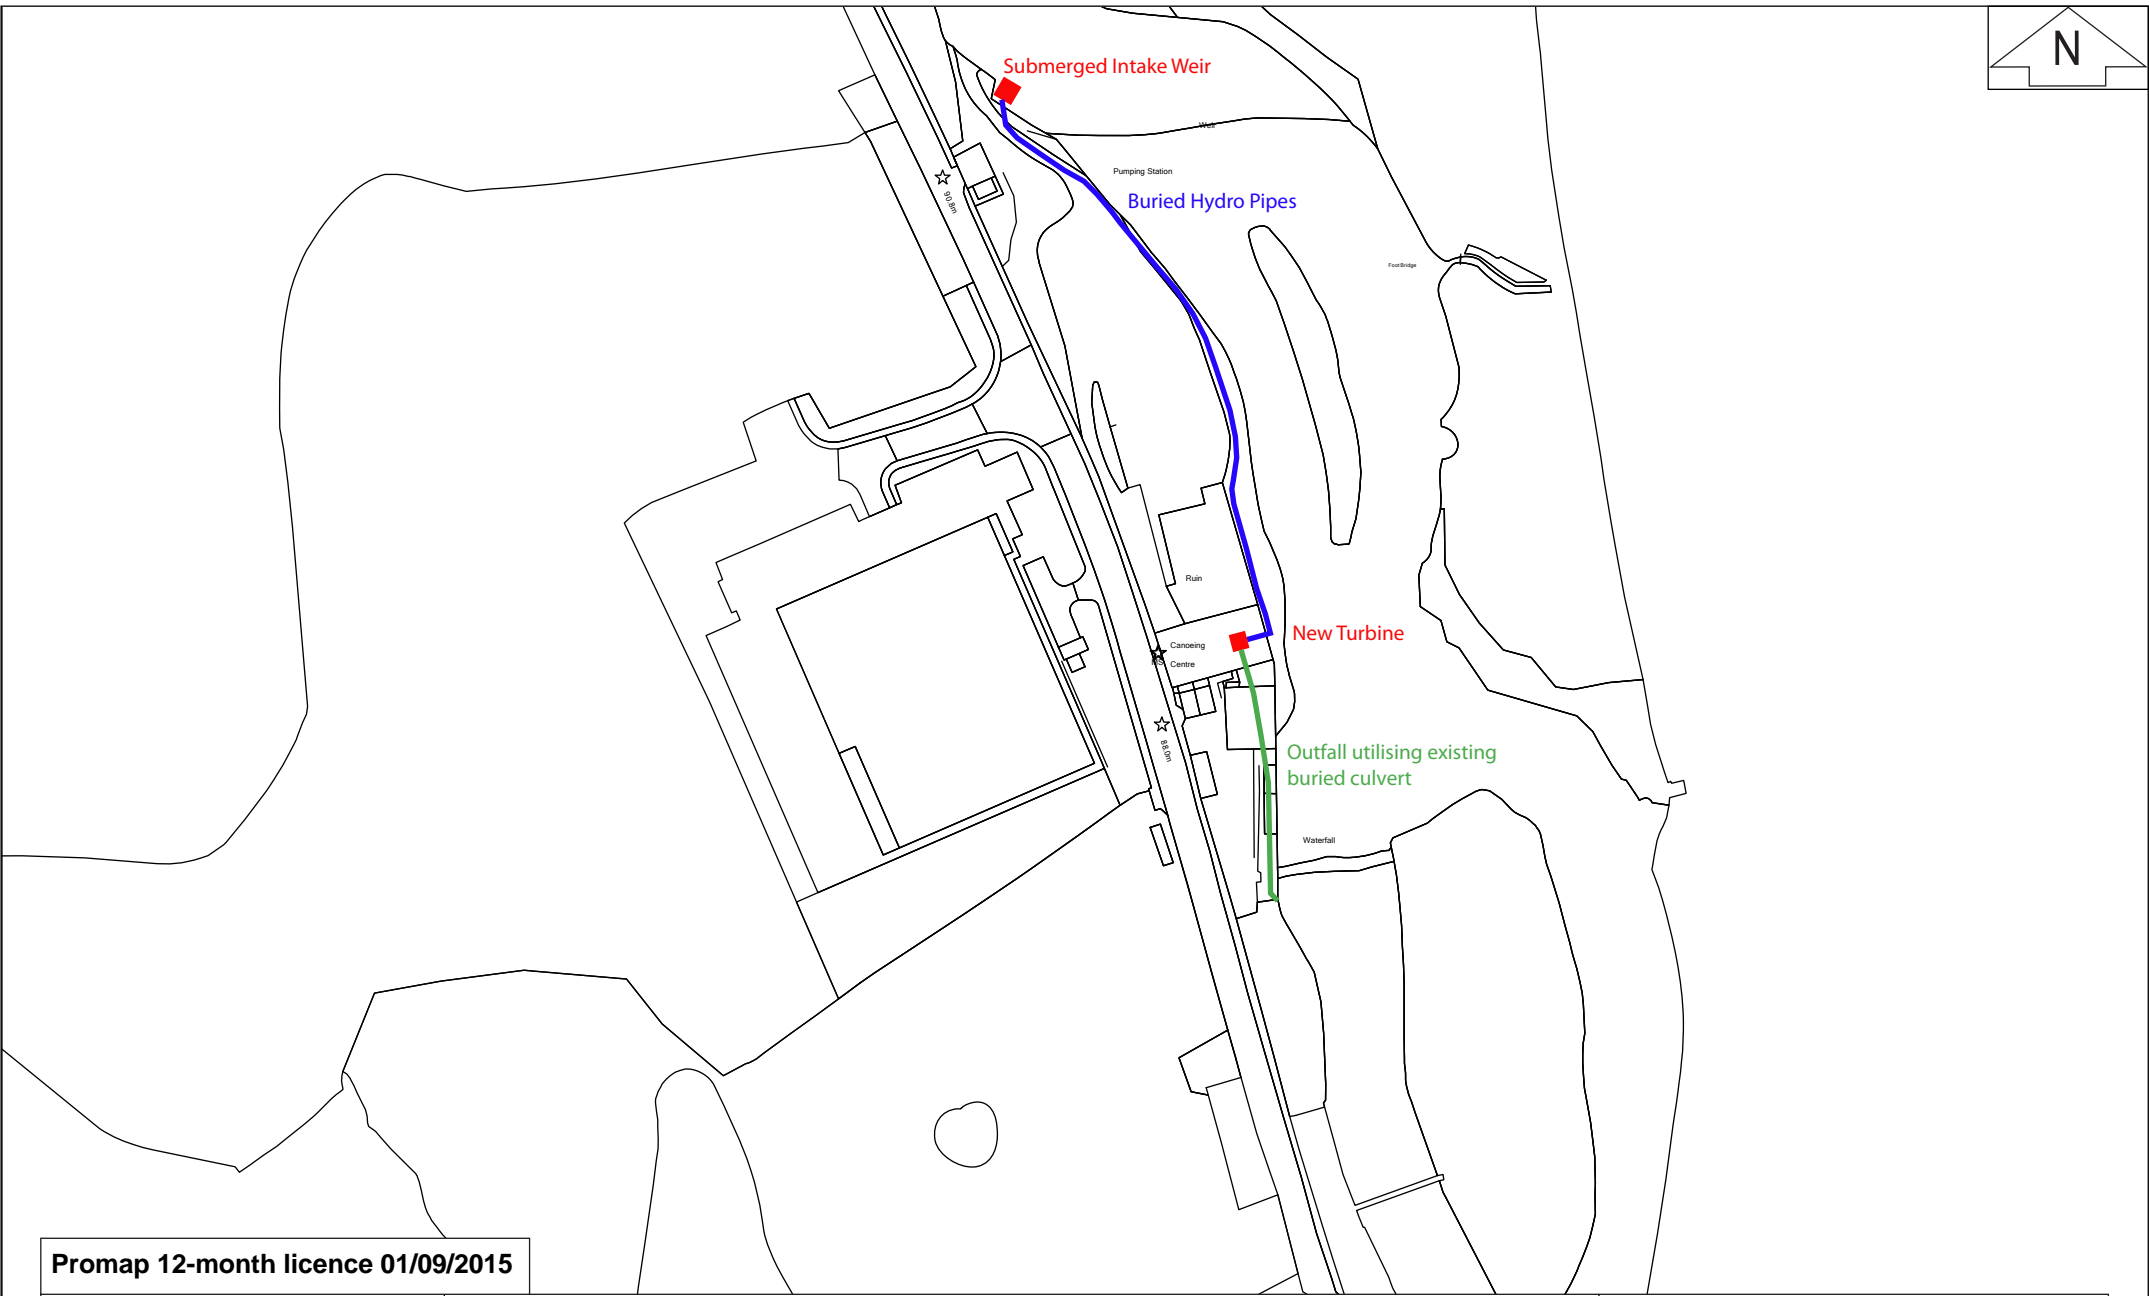 N
Submerged Intake Weir
Weir
Pumping Station
90.8m
Buried Hydro Pipes
Foot Bridge
Ruin
New Turbine
Canoeing
Centre
88.0m
Outfall utilising existing
buried culvert
Waterfall
Promap 12-month licence 01/09/2015